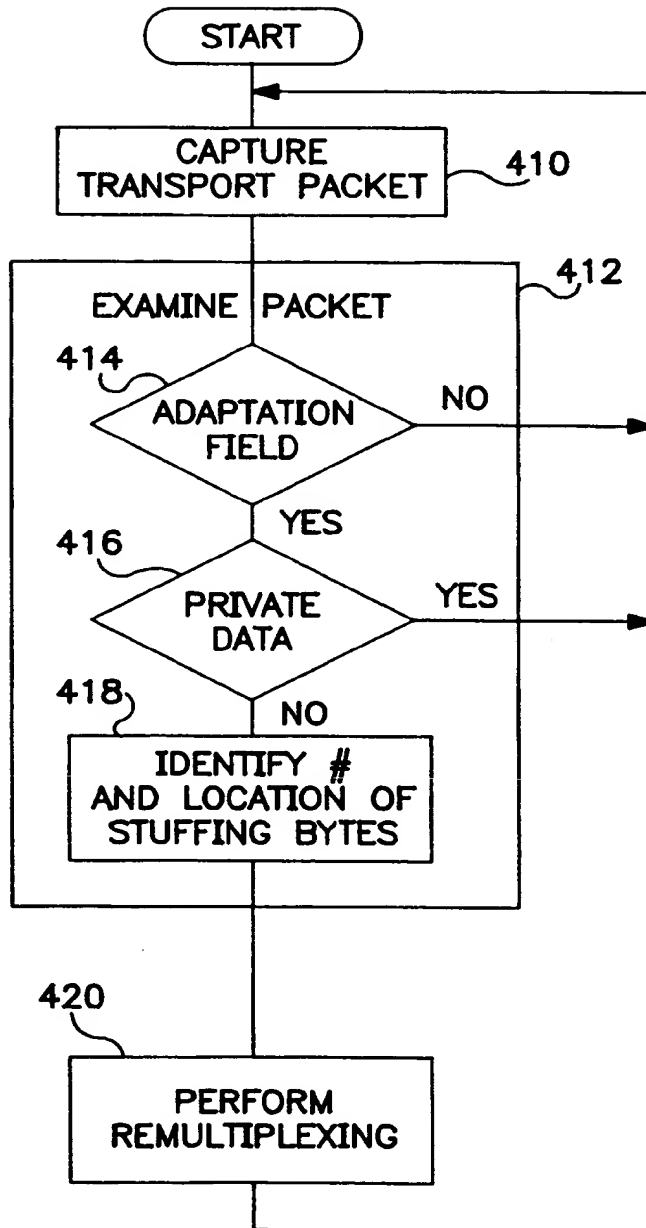 START
CAPTURE
TRANSPORT PACKET
410
412
EXAMINE PACKET
414
ADAPTATION
FIELD
NO
YES
416
PRIVATE
DATA
YES
NO
418
IDENTIFY #
AND LOCATION OF
STUFFING BYTES
420
PERFORM
REMULTIPLEXING